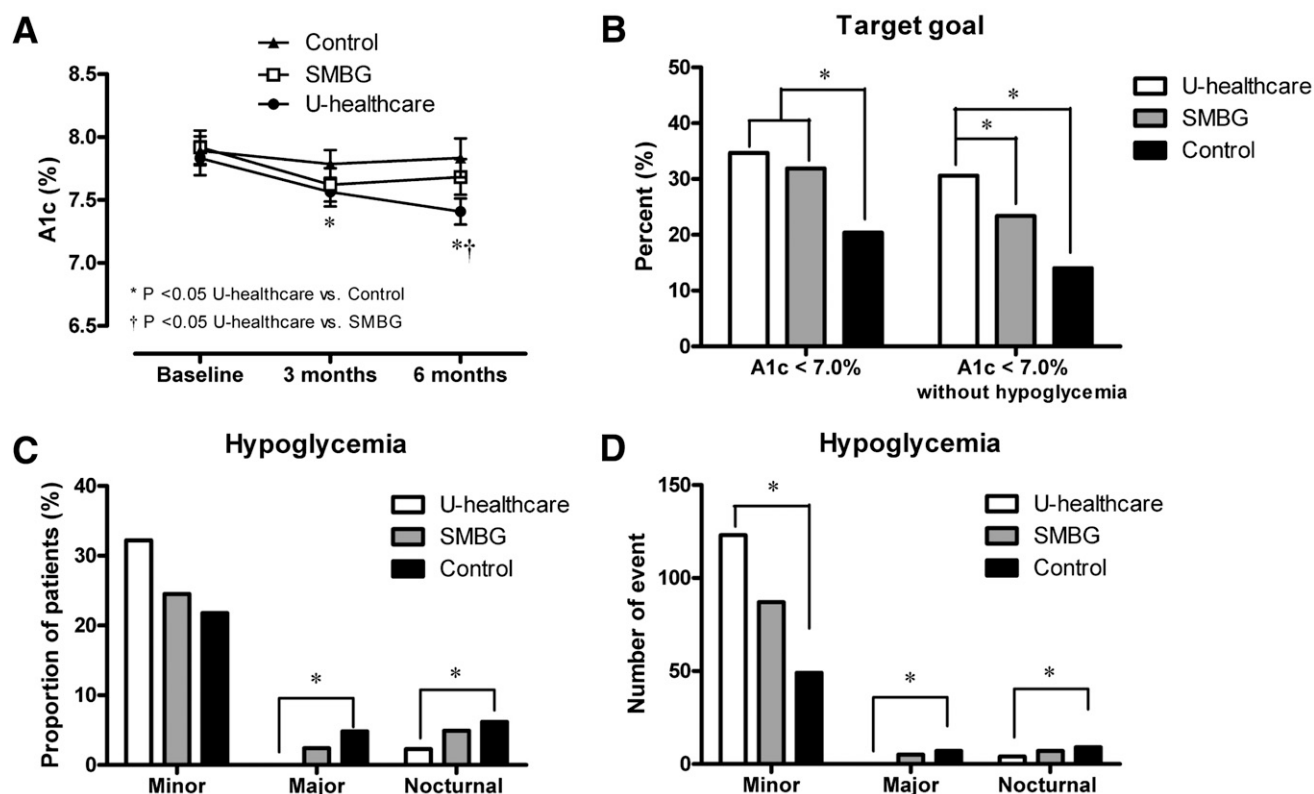 A
Control
SMBG
U-healthcare
8.5
8.0
7.5
7.0
6.5
A1c (%)
*
*†
* P <0.05 U-healthcare vs. Control
† P <0.05 U-healthcare vs. SMBG
Baseline 3 months 6 months
B
Target goal
50
40
30
20
10
0
Percent (%)
*
*
*
U-healthcare
SMBG
Control
A1c < 7.0%
A1c < 7.0%
without hypoglycemia
C
Hypoglycemia
40
30
20
10
0
Proportion of patients (%)
U-healthcare
SMBG
Control
*
*
Minor Major Nocturnal
D
Hypoglycemia
150
100
50
0
Number of event
*
U-healthcare
SMBG
Control
*
*
Minor Major Nocturnal